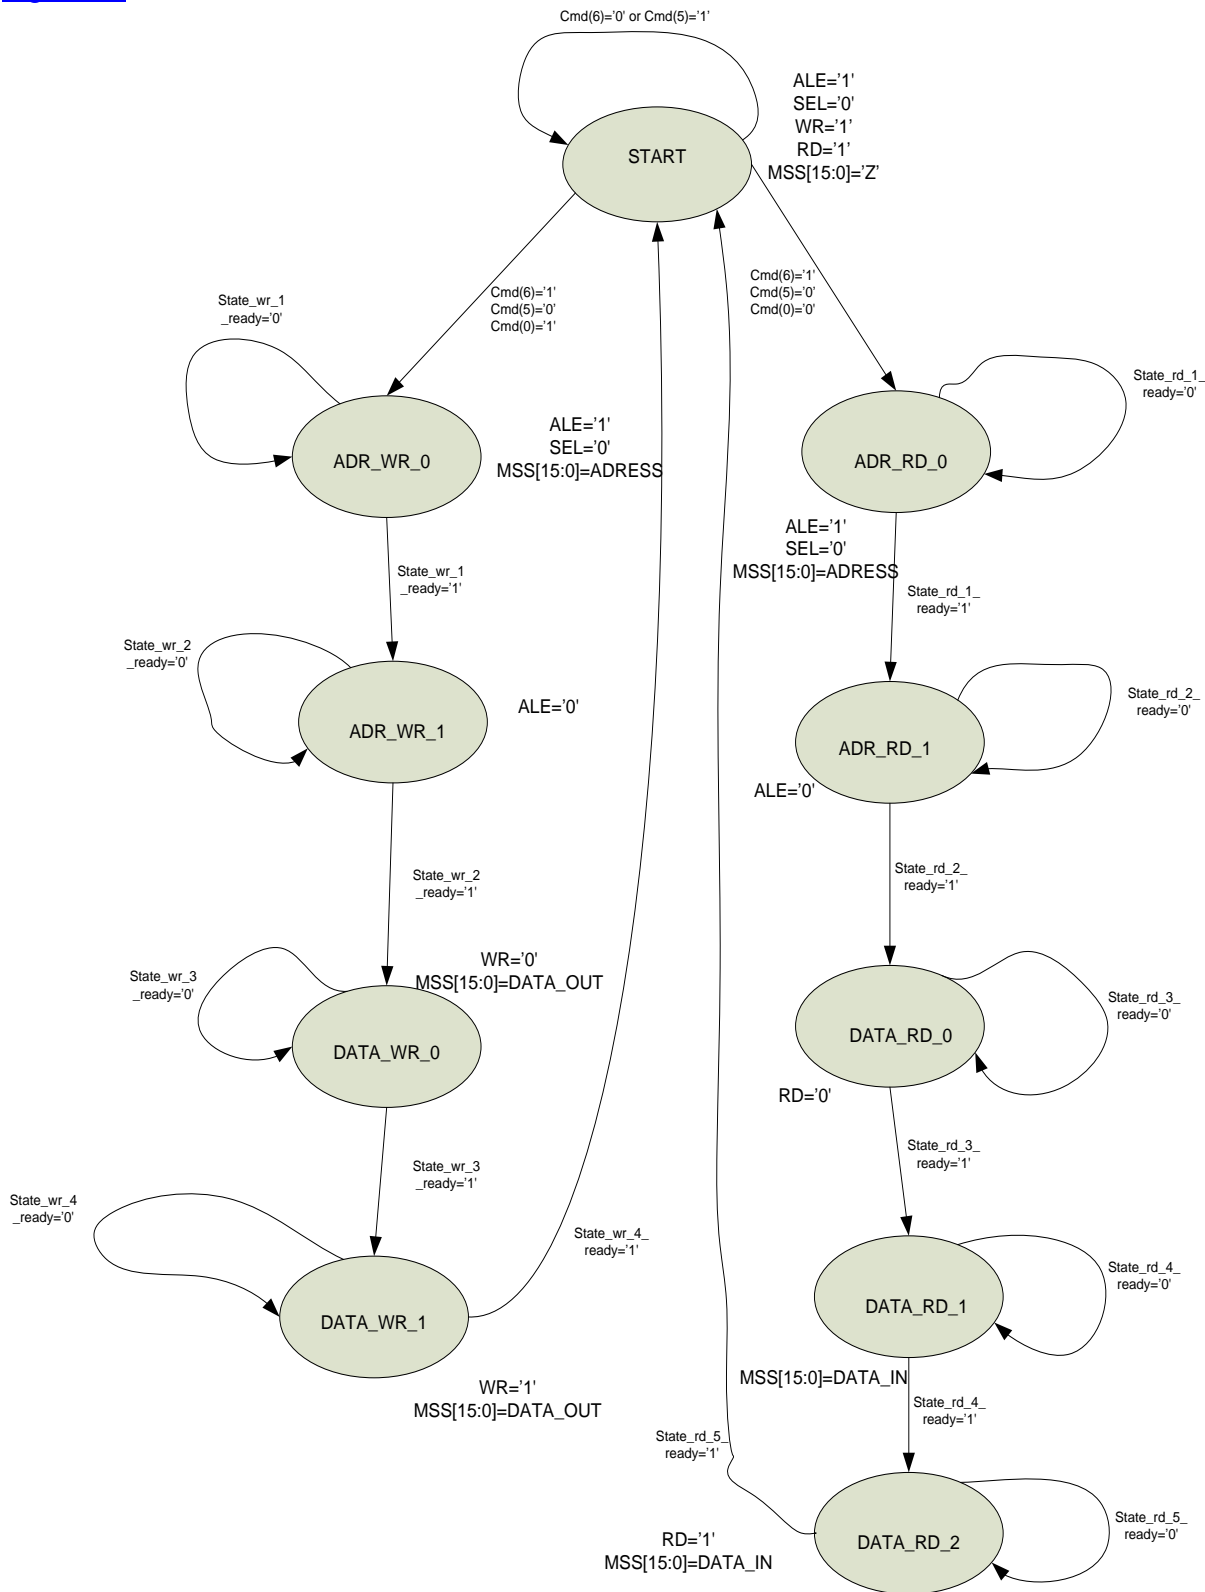 Cmd(6)='0' or Cmd(5)='1'
ALE='1'
SEL='0'
WR='1'
RD='1'
MSS[15:0]='Z'
START
Cmd(6)='1'
Cmd(5)='0'
Cmd(0)='1'
Cmd(6)='1'
Cmd(5)='0'
Cmd(0)='0'
State_wr_1
_ready='0'
State_rd_1_
ready='0'
ADR_WR_0
ALE='1'
SEL='0'
MSS[15:0]=ADRESS
ADR_RD_0
ALE='1'
SEL='0'
MSS[15:0]=ADRESS
State_wr_1
_ready='1'
State_rd_1_
ready='1'
State_wr_2
_ready='0'
ADR_WR_1
ALE='0'
State_rd_2_
ready='0'
ADR_RD_1
ALE='0'
State_wr_2
_ready='1'
State_rd_2_
ready='1'
State_wr_3
_ready='0'
WR='0'
MSS[15:0]=DATA_OUT
DATA_WR_0
State_rd_3_
ready='0'
DATA_RD_0
RD='0'
State_wr_3
_ready='1'
State_rd_3_
ready='1'
State_wr_4
_ready='0'
State_wr_4_
ready='1'
DATA_WR_1
WR='1'
MSS[15:0]=DATA_OUT
State_rd_4_
ready='0'
DATA_RD_1
MSS[15:0]=DATA_IN
State_rd_4_
ready='1'
State_rd_5_
ready='1'
State_rd_5_
ready='0'
DATA_RD_2
RD='1'
MSS[15:0]=DATA_IN